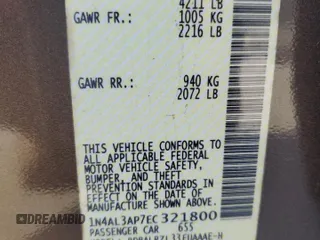 4211 LB
GAWR FR.: 1005 KG
2216 LB
GAWR RR.: 940 KG
2072 LB
THIS VEHICLE CONFORMS TO
ALL APPLICABLE FEDERAL
MOTOR VEHICLE SAFETY,
BUMPER, AND THEFT
PREVENTION STANDARDS IN
EFFECT ON THE DATE OF
MANUFACTURE SHOWN ABOVE.
1N4AL3AP7EC321800
PASSENGER CAR 655